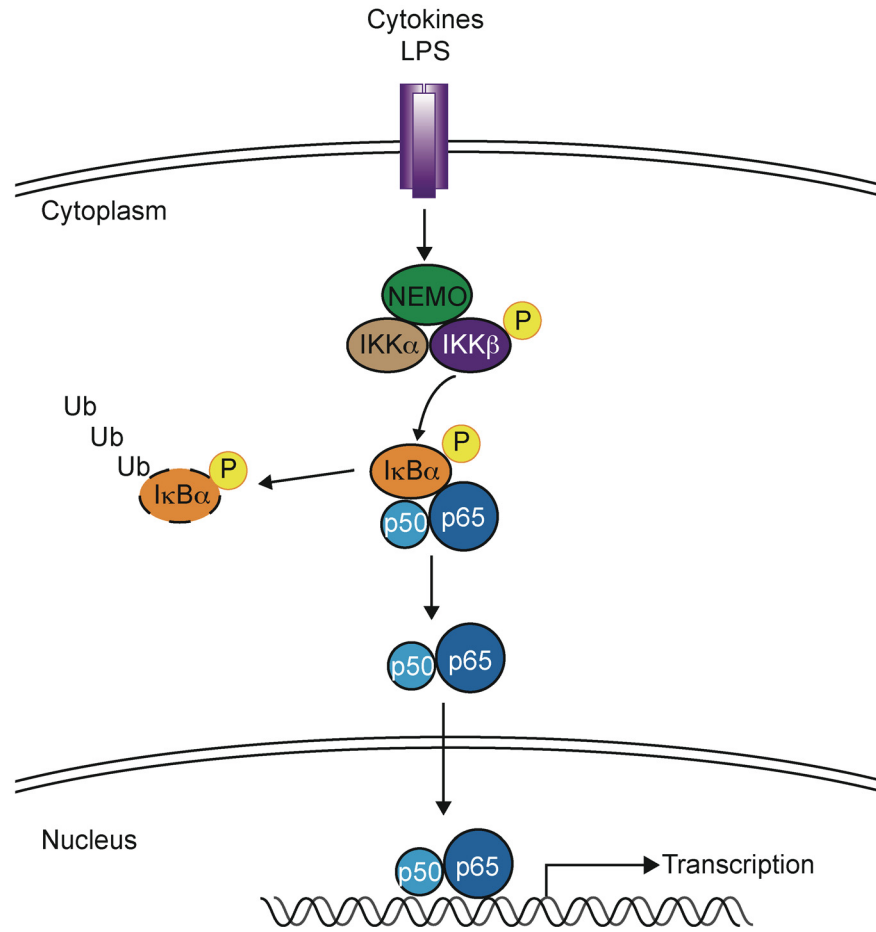 Cytokines
LPS
Cytoplasm
NEMO
P
IKKα
IKKβ
Ub
Ub
Ub
P
IκBα
P
IκBα
p50
p65
p50
p65
Nucleus
p50
p65
Transcription